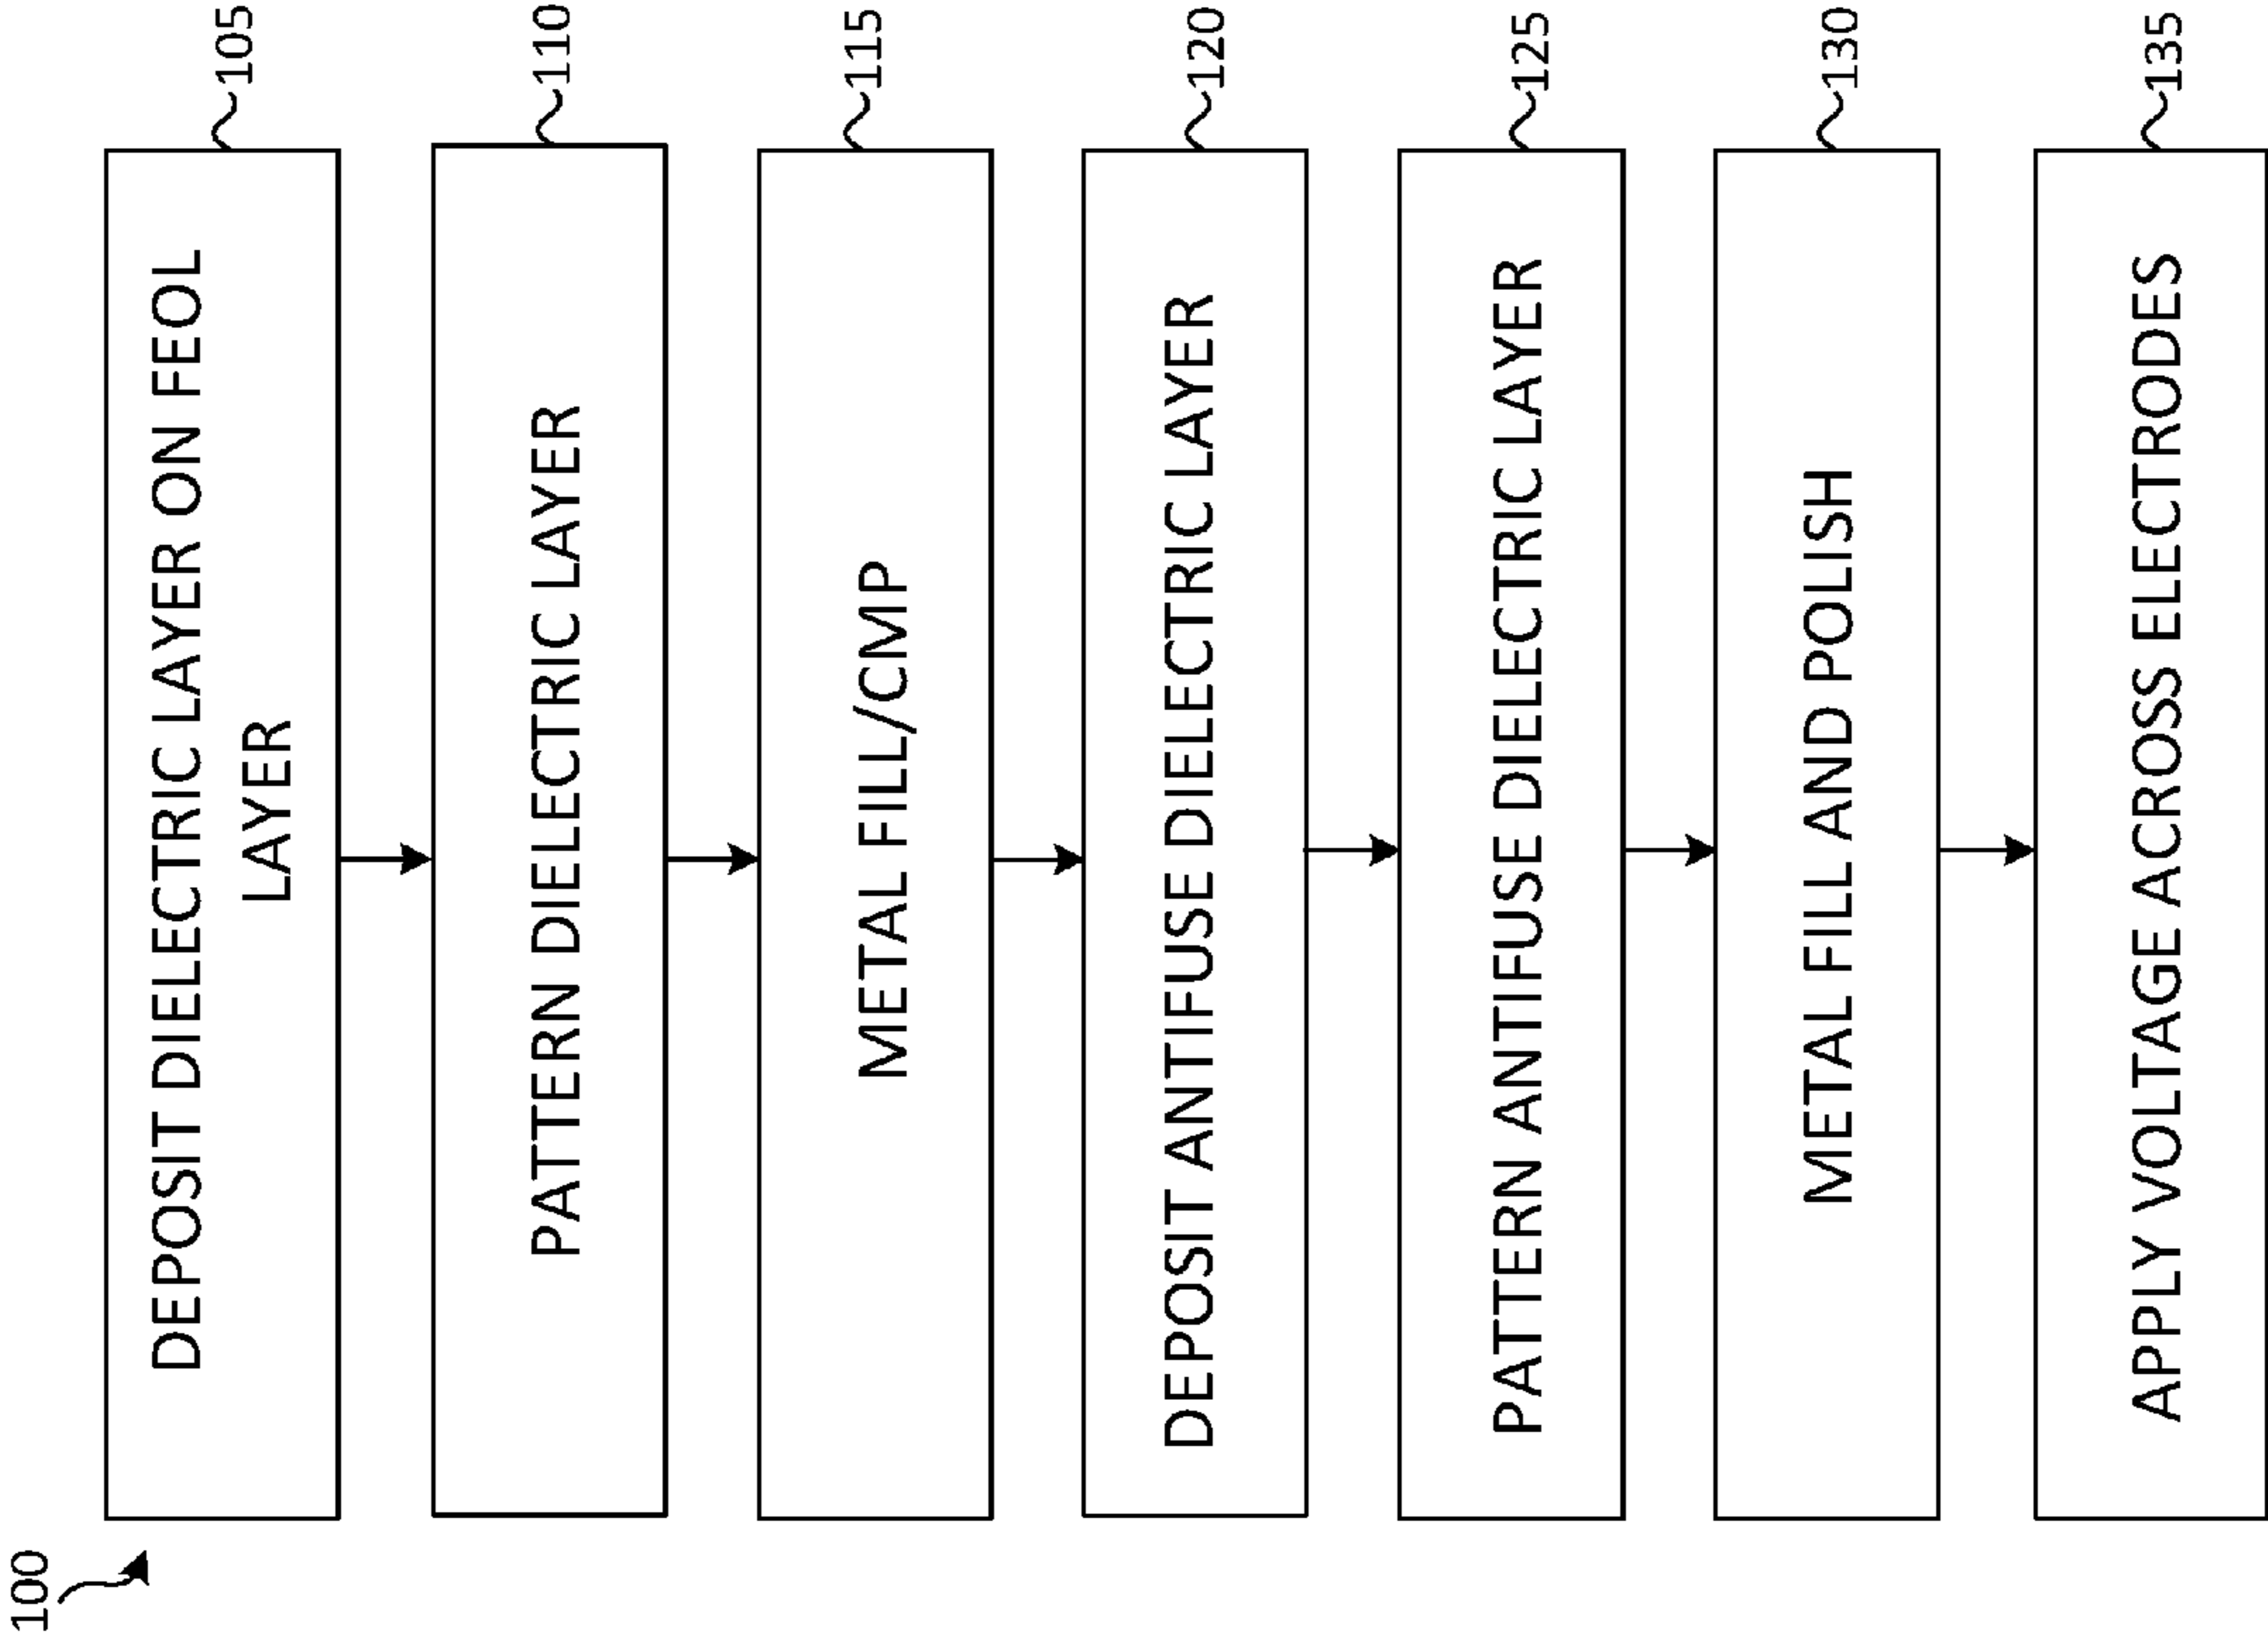 100
DEPOSIT DIELECTRIC LAYER ON FEOL
LAYER
105
PATTERN DIELECTRIC LAYER
110
METAL FILL/CMP
115
DEPOSIT ANTIFUSE DIELECTRIC LAYER
120
PATTERN ANTIFUSE DIELECTRIC LAYER
125
METAL FILL AND POLISH
130
APPLY VOLTAGE ACROSS ELECTRODES
135